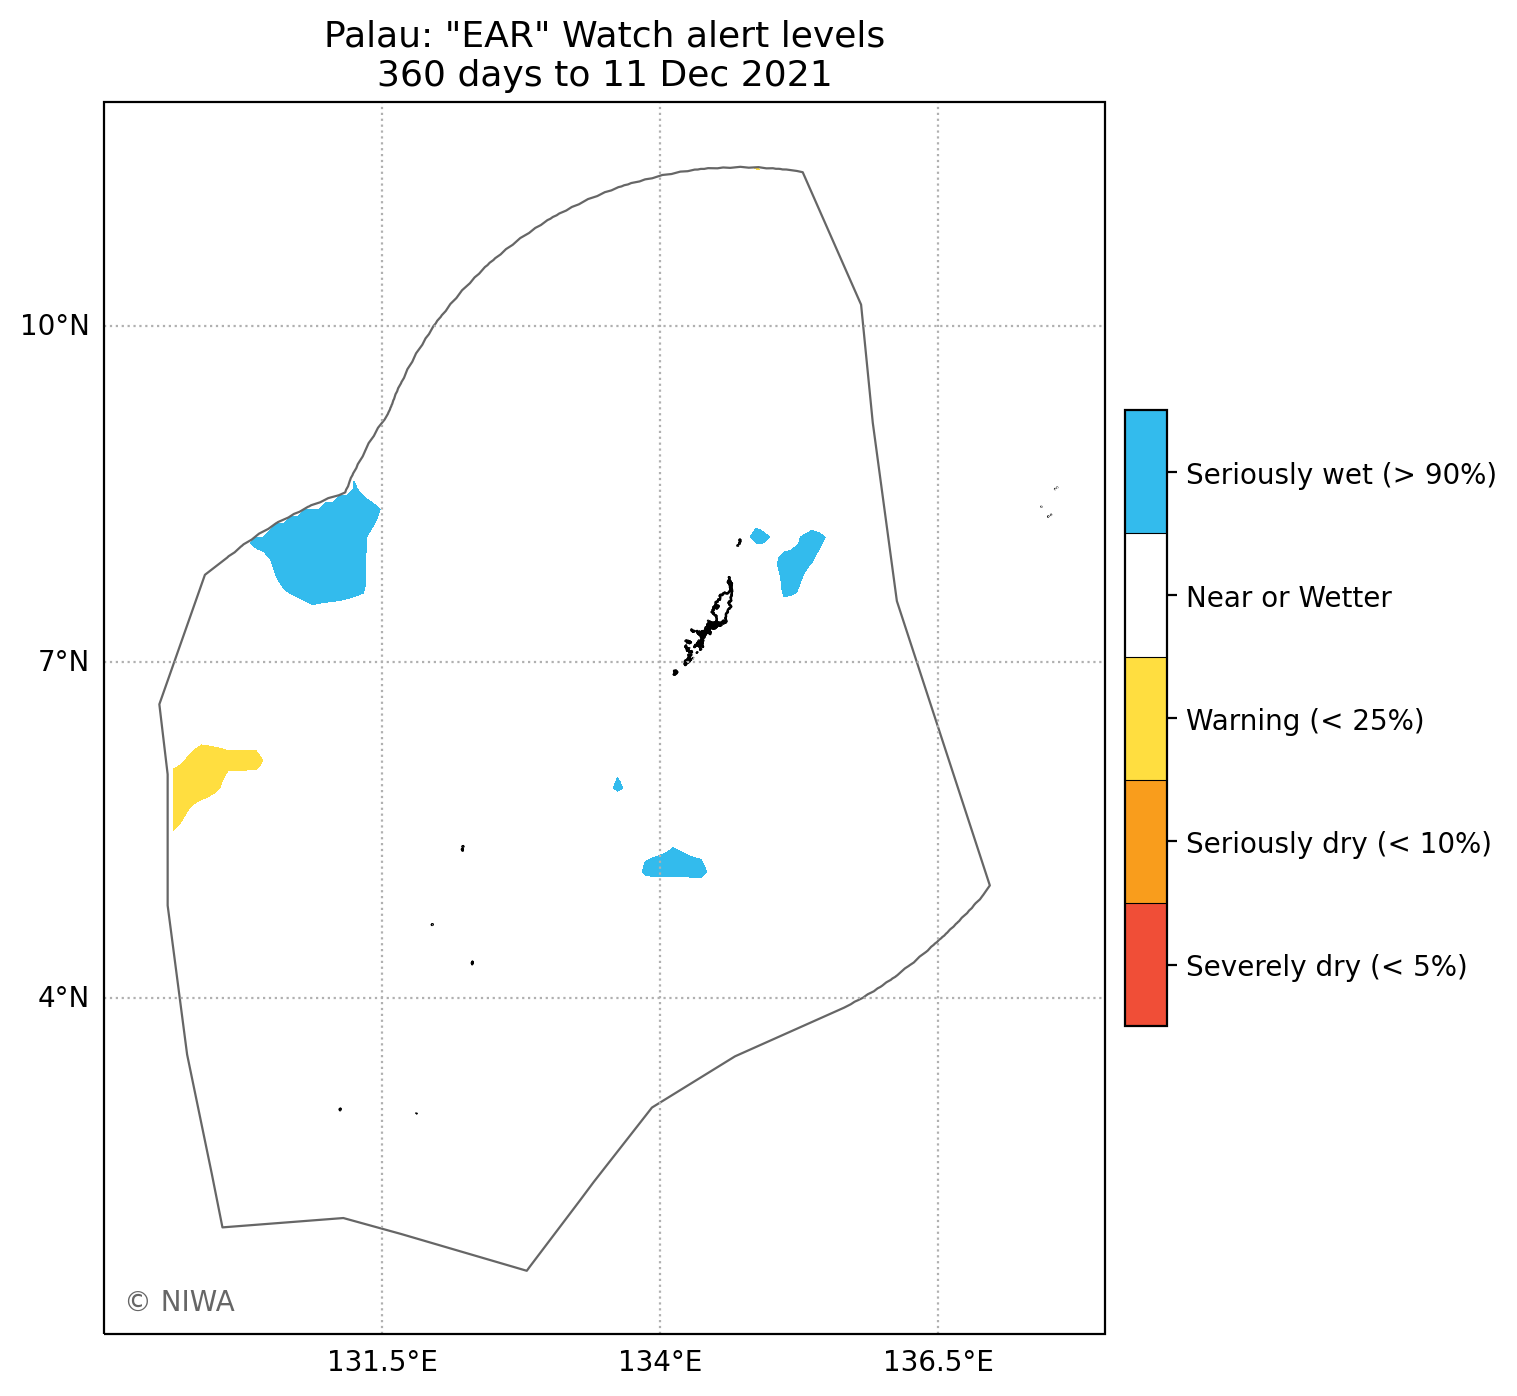 Palau: "EAR" Watch alert levels
360 days to 11 Dec 2021
10°N
7°N
4°N
131.5°E
134°E
136.5°E
Seriously wet (> 90%)
Near or Wetter
Warning (< 25%)
Seriously dry (< 10%)
Severely dry (< 5%)
© NIWA